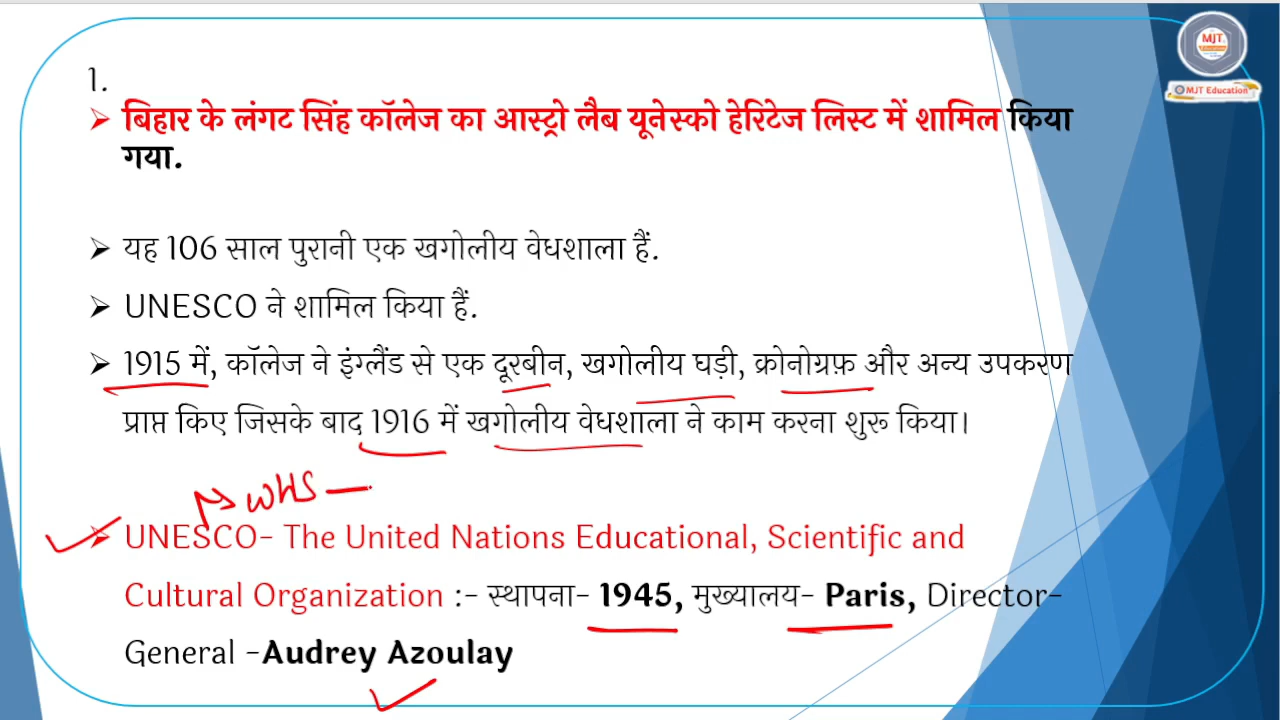 MJT
Education
MJT Education
1.
➤ बिहार के लंगट सिंह कॉलेज का आस्ट्रो लैब यूनेस्को हेरिटेज लिस्ट में शामिल किया
गया.
➤ यह 106 साल पुरानी एक खगोलीय वेधशाला हैं.
➤ UNESCO ने शामिल किया हैं.
➤ 1915 में, कॉलेज ने इंग्लैंड से एक दूरबीन, खगोलीय घड़ी, क्रोनोग्रफ़ और अन्य उपकरण
प्राप्त किए जिसके बाद 1916 में खगोलीय वेधशाला ने काम करना शुरू किया।
WHS –
➤ UNESCO- The United Nations Educational, Scientific and
Cultural Organization :- स्थापना- 1945, मुख्यालय- Paris, Director-
General -Audrey Azoulay